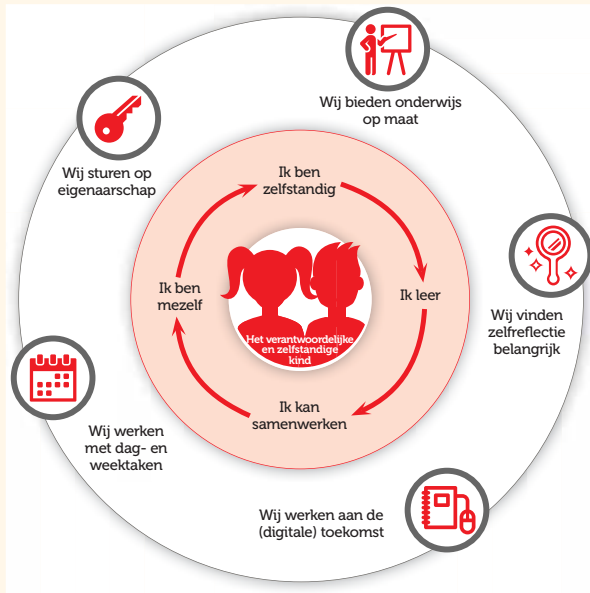 Wij bieden onderwijs
op maat
Wij sturen op
eigenaarschap
Ik ben
zelfstandig
Ik ben
mezelf
Ik leer
Wij vinden
zelfreflectie
belangrijk
Het verantwoordelijke
en zelfstandige
kind
Ik kan
samenwerken
Wij werken
met dag- en
weektaken
Wij werken aan de
(digitale) toekomst